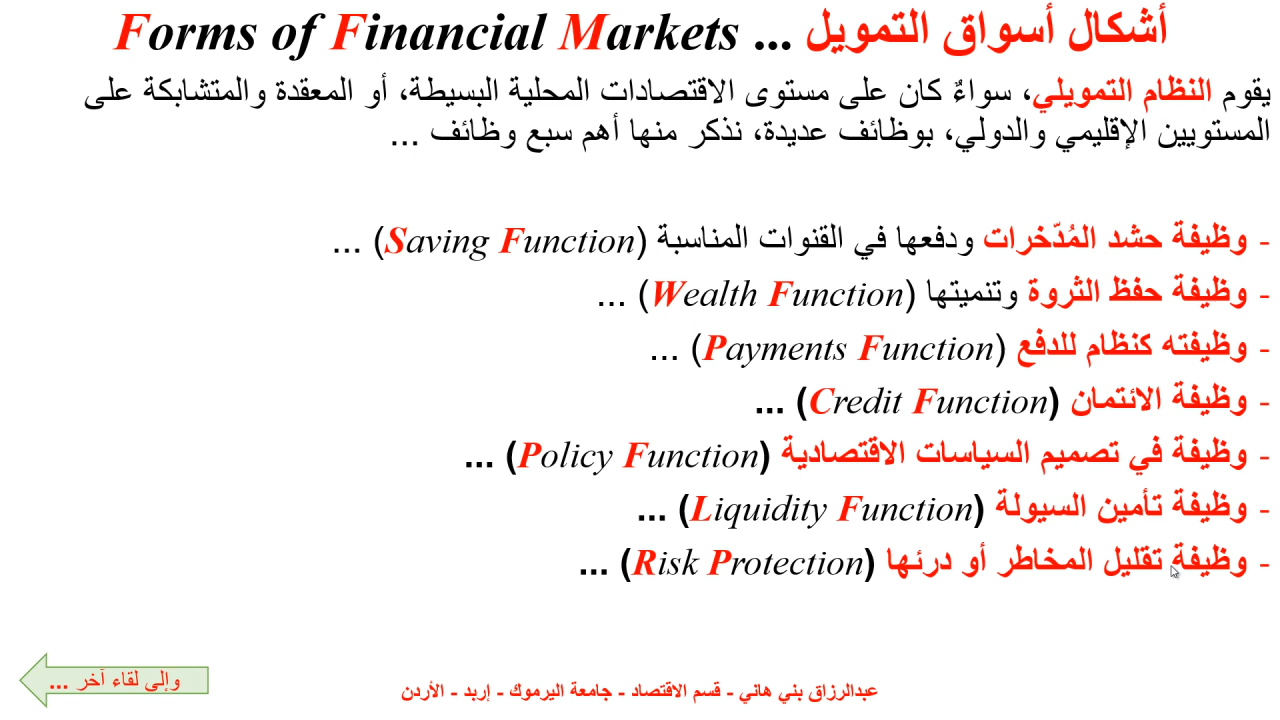 أشكال أسواق التمويل ... Forms of Financial Markets
يقوم النظام التمويلي، سواءٌ كان على مستوى الاقتصادات المحلية البسيطة، أو المعقدة والمتشابكة على
المستويين الإقليمي والدولي، بوظائف عديدة، نذكر منها أهم سبع وظائف ...
- وظيفة حشد المُدّخرات ودفعها في القنوات المناسبة (Saving Function) ...
- وظيفة حفظ الثروة وتنميتها (Wealth Function) ...
- وظيفته كنظام للدفع (Payments Function) ...
- وظيفة الائتمان (Credit Function) ...
- وظيفة في تصميم السياسات الاقتصادية (Policy Function) ...
- وظيفة تأمين السيولة (Liquidity Function) ...
- وظيفة تقليل المخاطر أو درئها (Risk Protection) ...
وإلى لقاء آخر ...
عبدالرزاق بني هاني - قسم الاقتصاد - جامعة اليرموك - إربد - الأردن